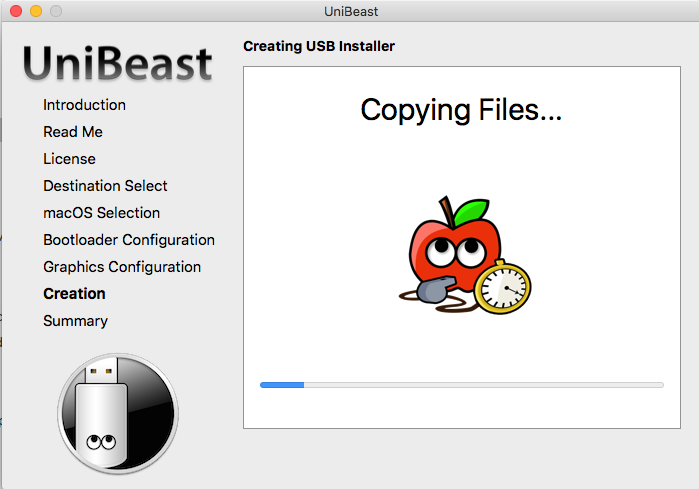 UniBeast
UniBeast
Introduction
Read Me
License
Destination Select
macOS Selection
Bootloader Configuration
Graphics Configuration
Creation
Summary
Creating USB Installer
Copying Files...